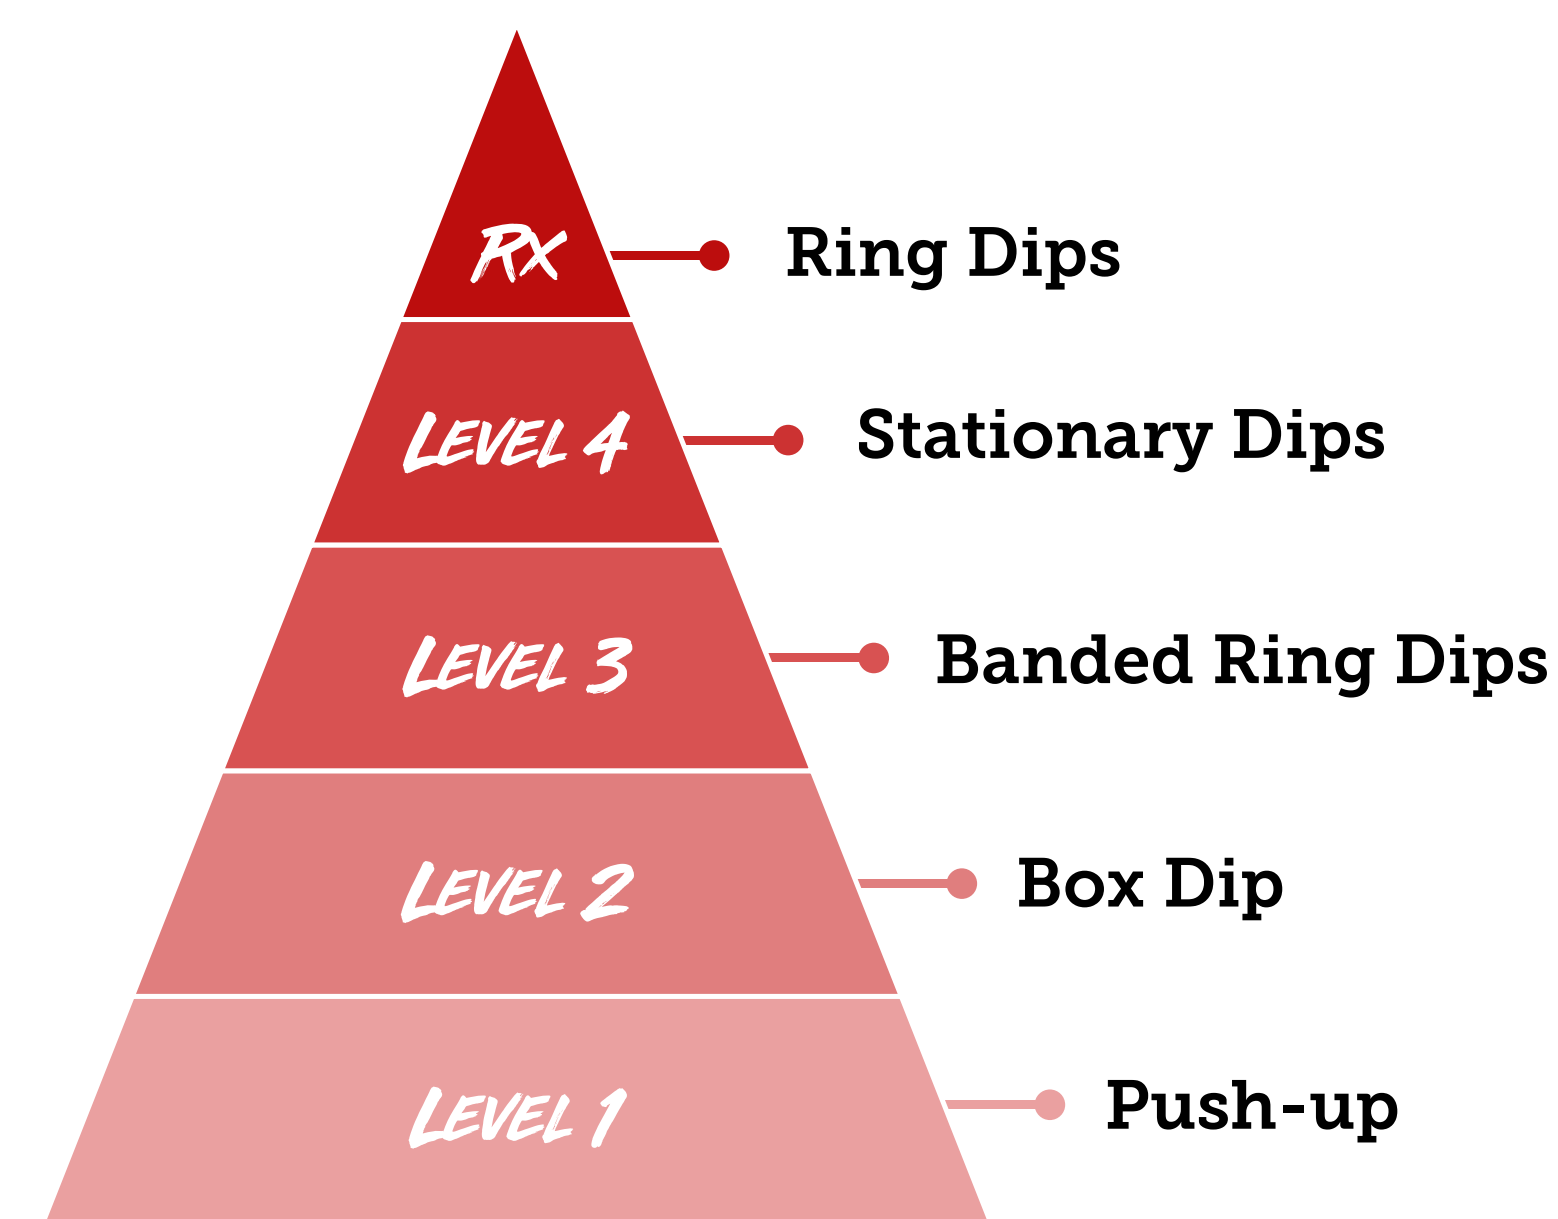 RX
Ring Dips
LEVEL 4
Stationary Dips
LEVEL 3
Banded Ring Dips
LEVEL 2
Box Dip
LEVEL 1
Push-up